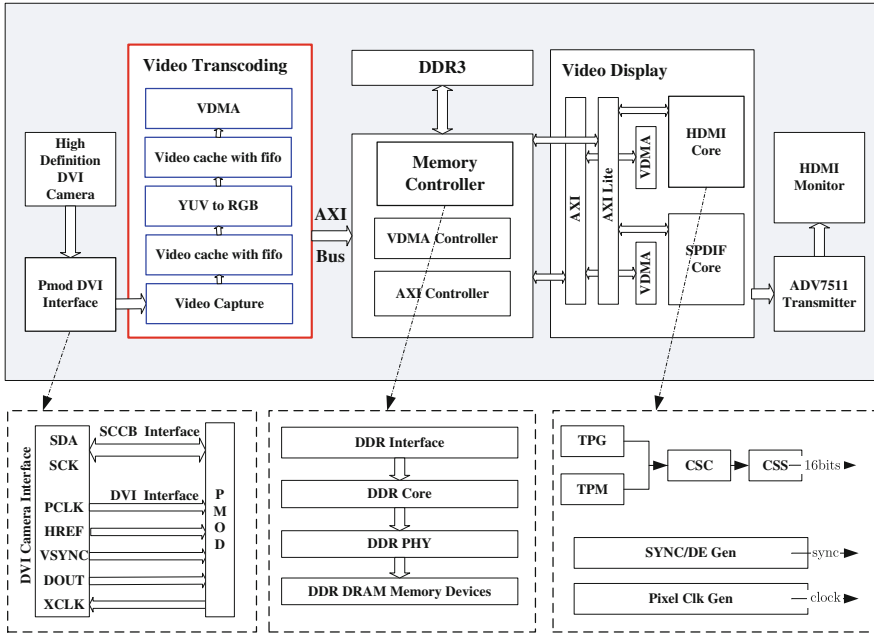 Video Transcoding
VDMA
Video cache with fifo
YUV to RGB
Video cache with fifo
Video Capture
High
Definition
DVI
Camera
Pmod DVI
Interface
AXI
Bus
DDR3
Memory
Controller
VDMA Controller
AXI Controller
Video Display
AXI
AXI Lite
VDMA
VDMA
HDMI
Core
SPDIF
Core
HDMI
Monitor
ADV7511
Transmitter
DVI Camera Interface
SDA
SCK
PCLK
HREF
VSYNC
DOUT
XCLK
SCCB Interface
DVI Interface
P
M
O
D
DDR Interface
DDR Core
DDR PHY
DDR DRAM Memory Devices
TPG
TPM
CSC
CSS
16bits
SYNC/DE Gen
sync
Pixel Clk Gen
clock